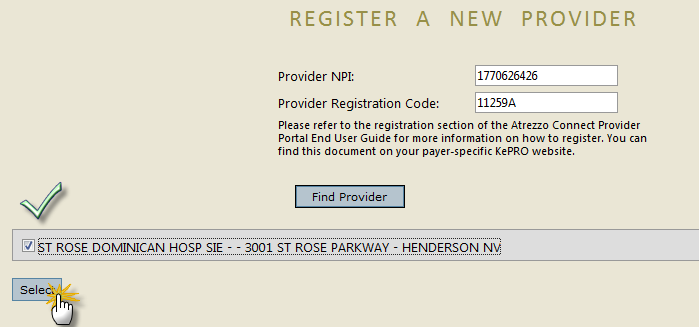 REGISTER A NEW PROVIDER
Provider NPI: 1770626426
Provider Registration Code: 11259A
Please refer to the registration section of the Atrezzo Connect Provider
Portal End User Guide for more information on how to register. You can
find this document on your payer-specific KePRO website.
Find Provider
ST ROSE DOMINICAN HOSP SIE - - 3001 ST ROSE PARKWAY - HENDERSON NV
Select